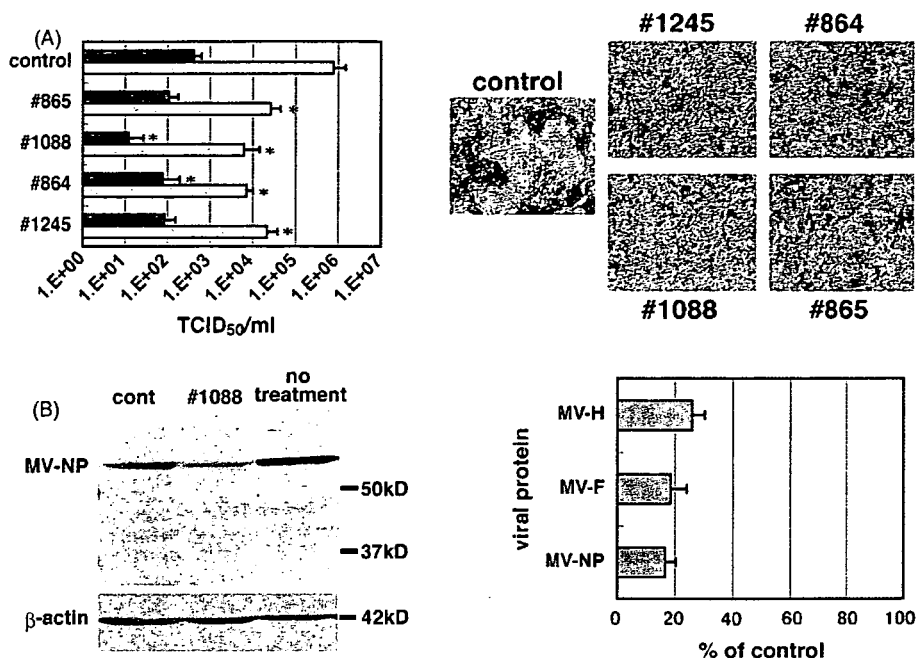 (A)
control
#865
#1088
#864
#1245
*
*
*
*
*
*
1.E+00
1.E+01
1.E+02
1.E+03
1.E+04
1.E+05
1.E+06
1.E+07
TCID50/ml
control
#1245
#864
#1088
#865
(B)
cont
#1088
no treatment
MV-NP
50kD
37kD
β-actin
42kD
viral protein
MV-H
MV-F
MV-NP
0
20
40
60
80
100
% of control